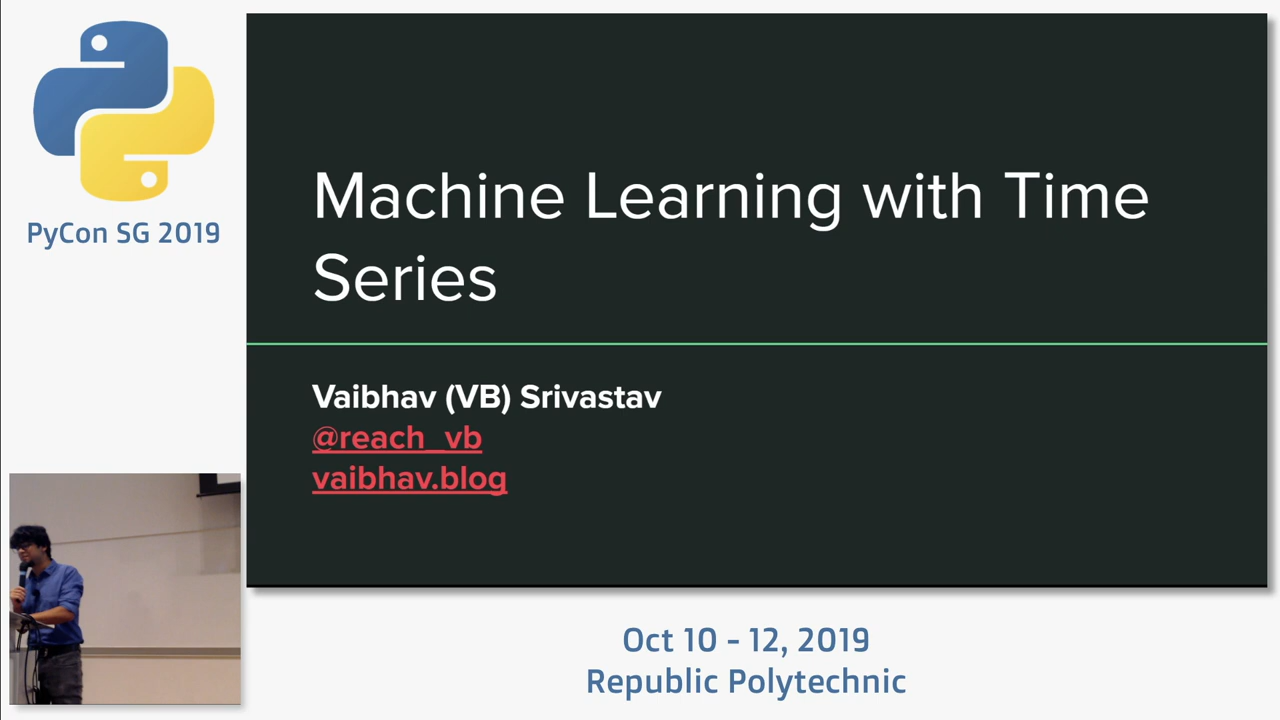 PyCon SG 2019
Machine Learning with Time
Series
Vaibhav (VB) Srivastav
@reach_vb
vaibhav.blog
Oct 10 - 12, 2019
Republic Polytechnic